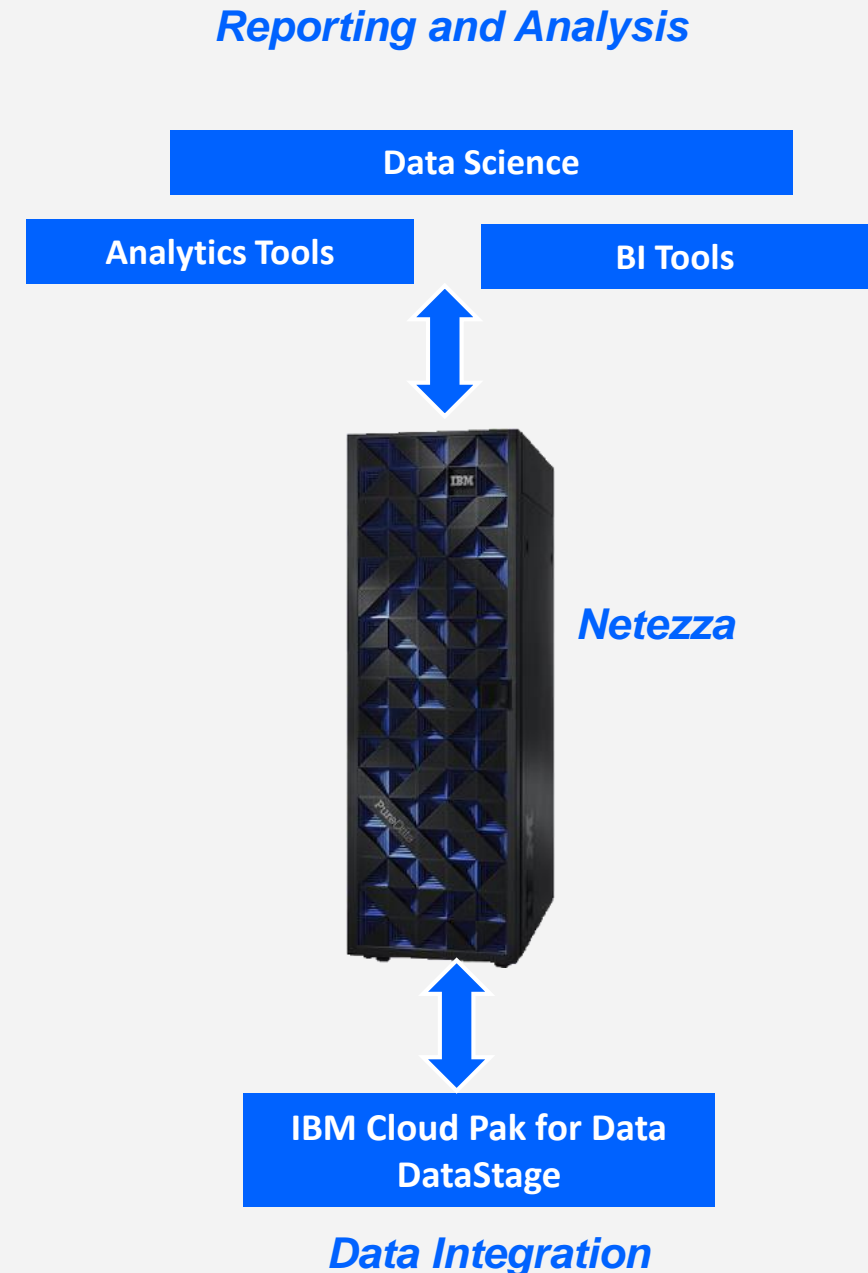 Reporting and Analysis
Data Science
Analytics Tools
BI Tools
IBM
Netezza
PureData
IBM Cloud Pak for Data
DataStage
Data Integration